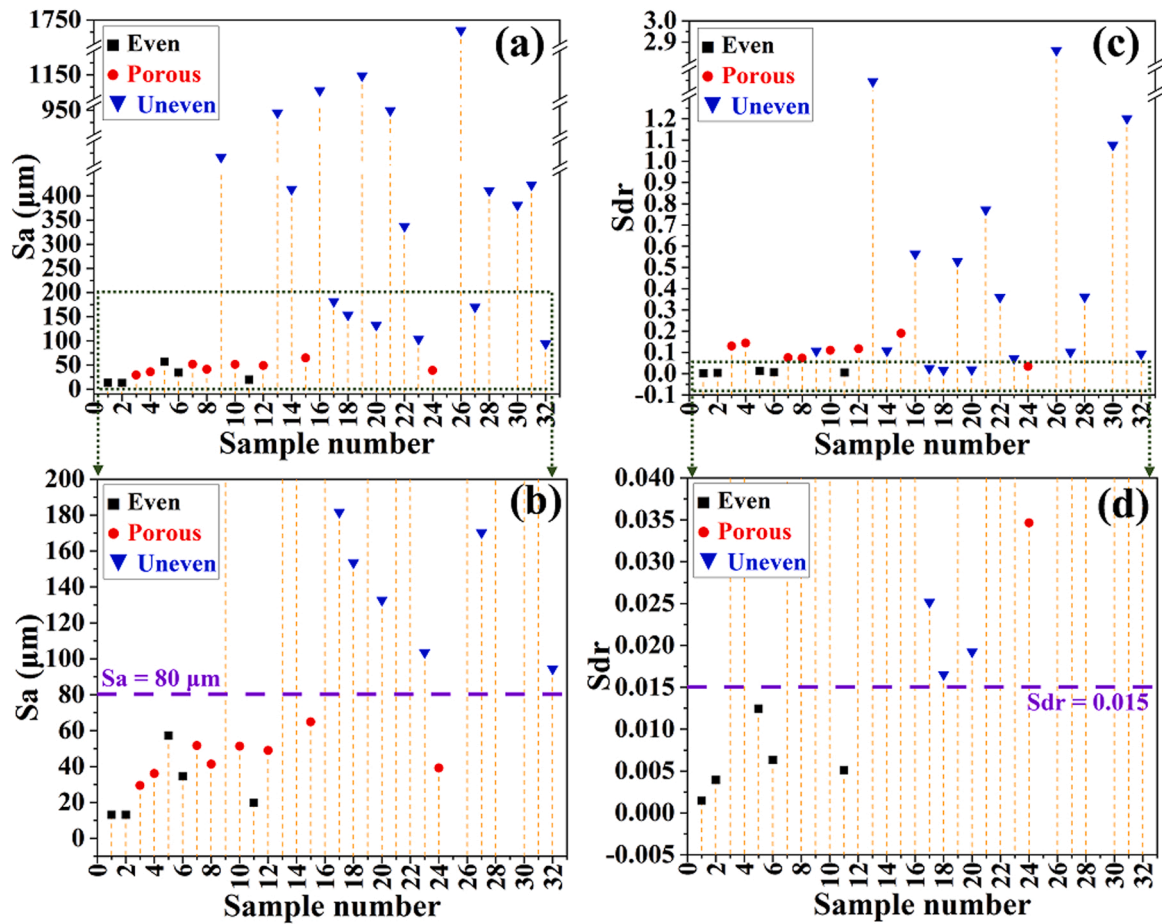 (a)
Even
Porous
Uneven
1750
1150
950
400
350
300
250
200
150
100
50
0
Sa (μm)
0 2 4 6 8 10 12 14 16 18 20 22 24 26 28 30 32
Sample number
(c)
Even
Porous
Uneven
3.0
2.9
1.2
1.1
1.0
0.9
0.8
0.7
0.6
0.5
0.4
0.3
0.2
0.1
0.0
-0.1
Sdr
0 2 4 6 8 10 12 14 16 18 20 22 24 26 28 30 32
Sample number
(b)
Even
Porous
Uneven
200
180
160
140
120
100
80
60
40
20
0
Sa (μm)
Sa = 80 μm
0 2 4 6 8 10 12 14 16 18 20 22 24 26 28 30 32
Sample number
(d)
Even
Porous
Uneven
0.040
0.035
0.030
0.025
0.020
0.015
0.010
0.005
0.000
-0.005
Sdr
Sdr = 0.015
0 2 4 6 8 10 12 14 16 18 20 22 24 26 28 30 32
Sample number